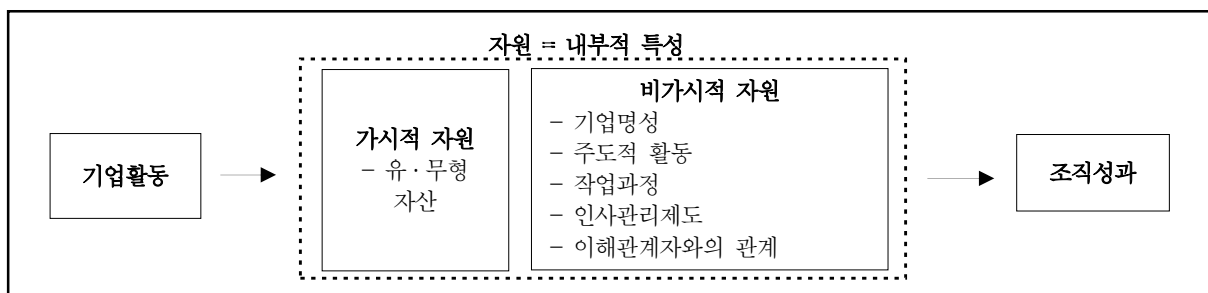 자원 = 내부적 특성
기업활동
가시적 자원
- 유·무형
자산
비가시적 자원
- 기업명성
- 주도적 활동
- 작업과정
- 인사관리제도
- 이해관계자와의 관계
조직성과